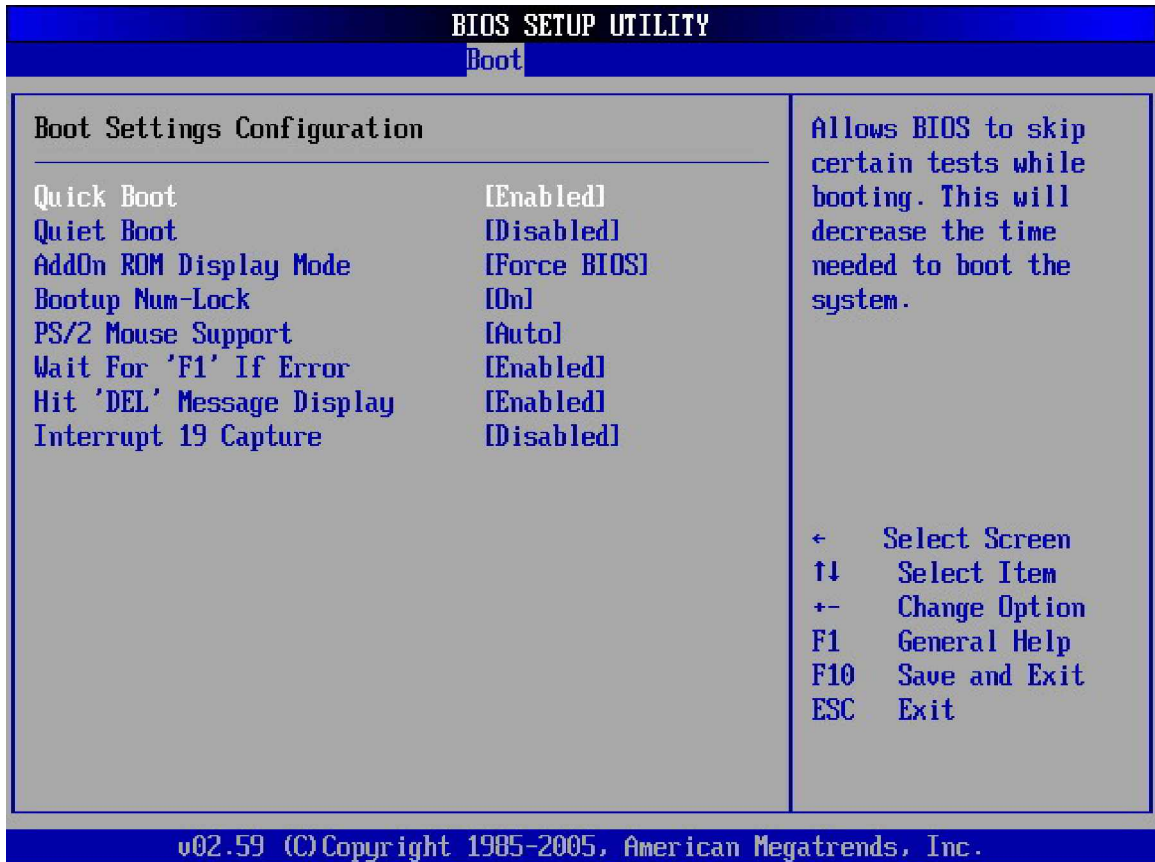 BIOS SETUP UTILITY
Boot
Boot Settings Configuration
Quick Boot [Enabled]
Quiet Boot [Disabled]
AddOn ROM Display Mode [Force BIOS]
Bootup Num-Lock [On]
PS/2 Mouse Support [Auto]
Wait For 'F1' If Error [Enabled]
Hit 'DEL' Message Display [Enabled]
Interrupt 19 Capture [Disabled]
Allows BIOS to skip
certain tests while
booting. This will
decrease the time
needed to boot the
system.
← Select Screen
↑↓ Select Item
+- Change Option
F1 General Help
F10 Save and Exit
ESC Exit
v02.59 (C)Copyright 1985-2005, American Megatrends, Inc.